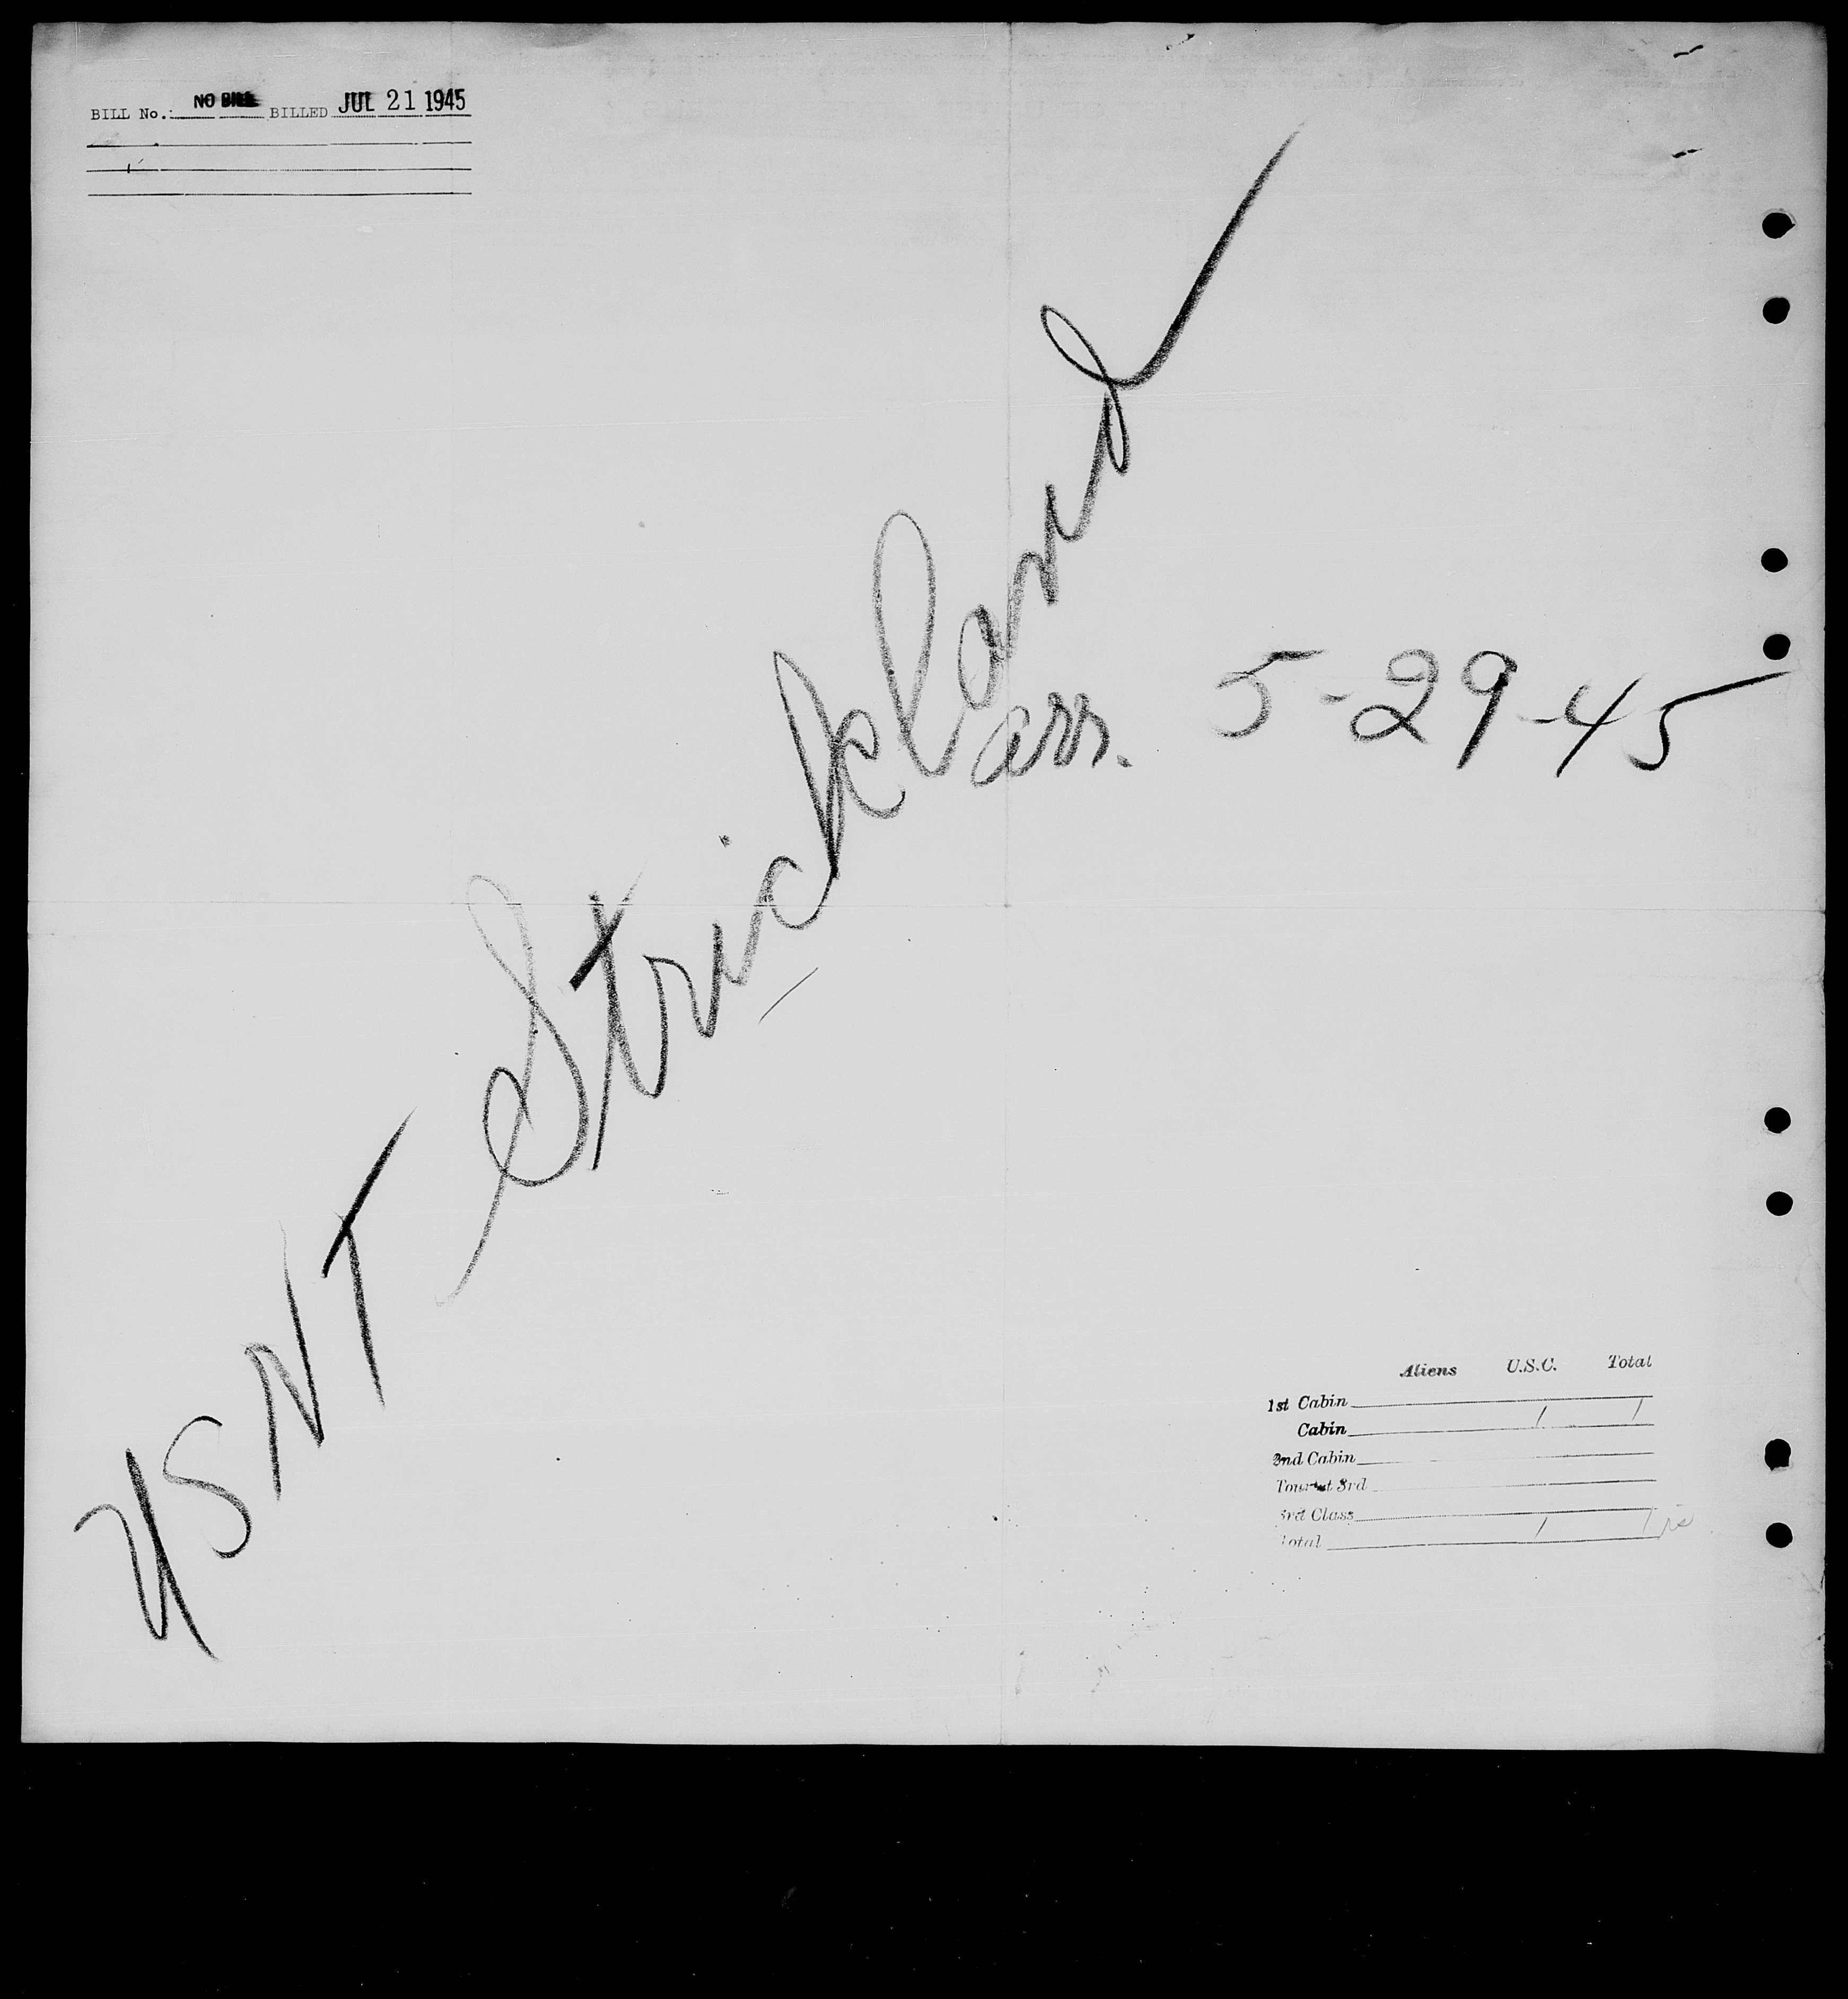 BILL No. NO BILL BILLED JUL 21 1945
USNT Strickland
arr. 5-29-45
Aliens U.S.C. Total
1st Cabin
Cabin 1 1
2nd Cabin
Tourist 3rd
3rd Class
Total 1 1